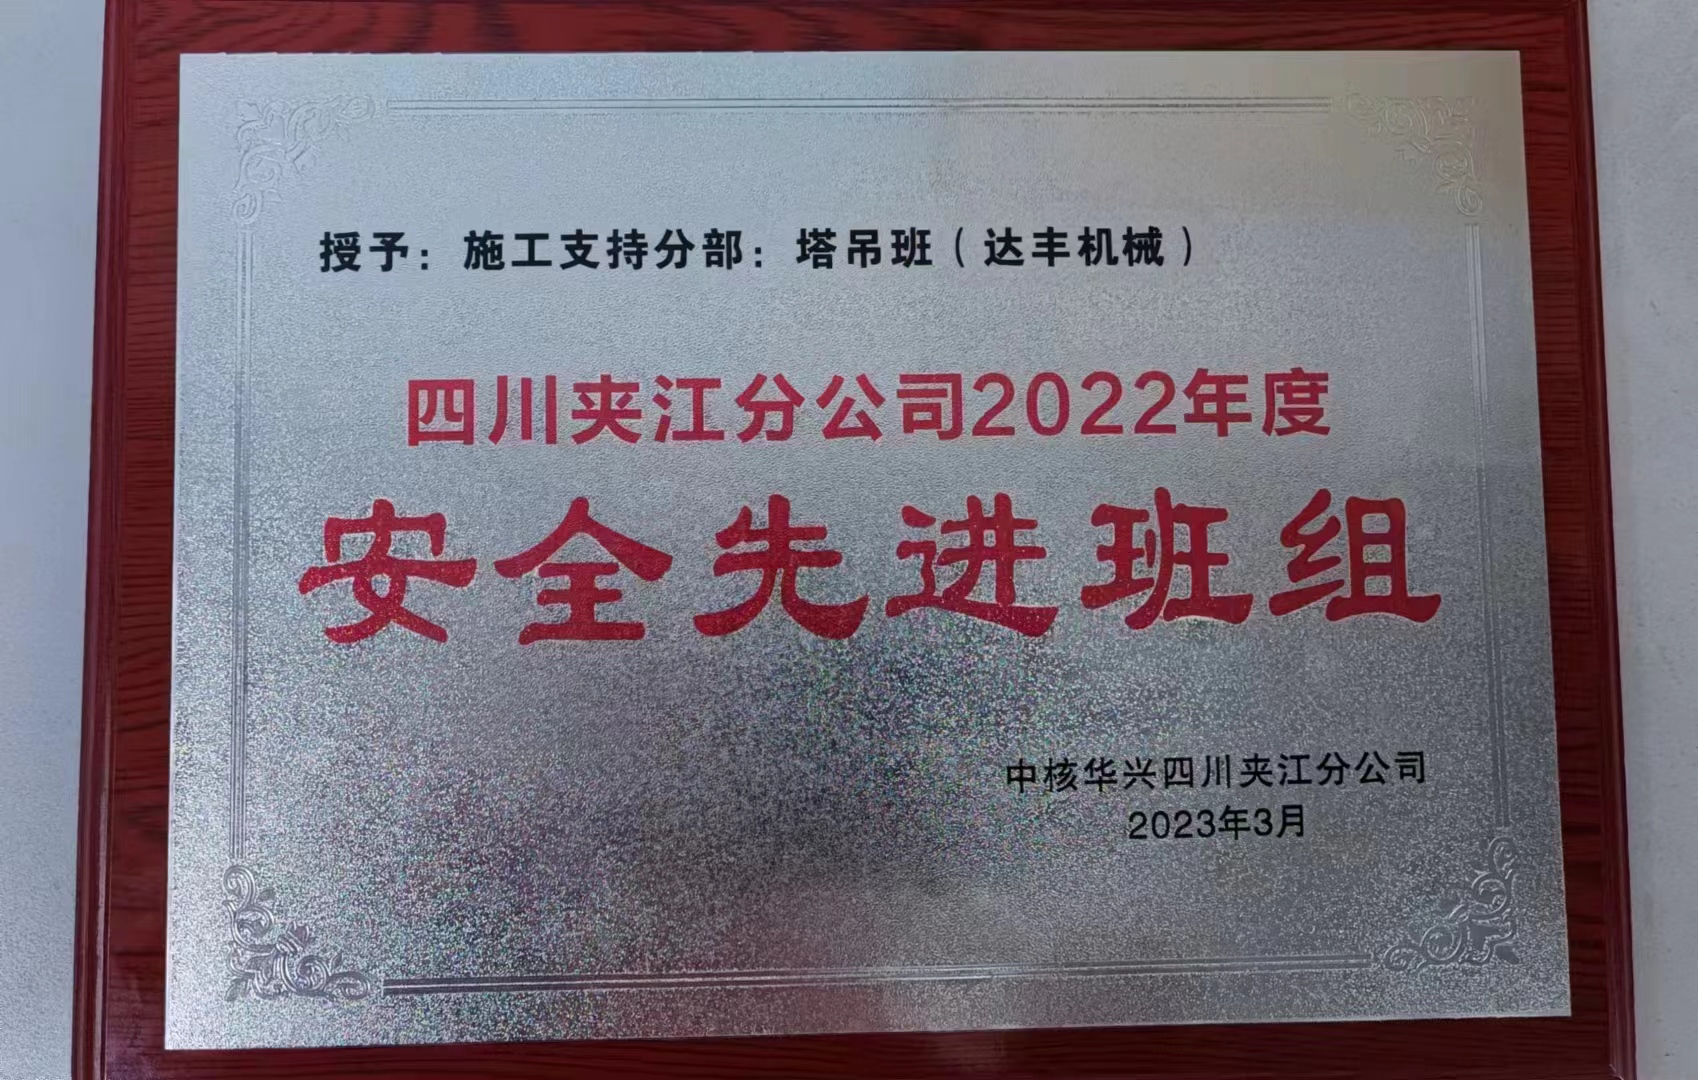 授予：施工支持分部：塔吊班（达丰机械）
四川夹江分公司2022年度
安全先进班组
中核华兴四川夹江分公司
2023年3月